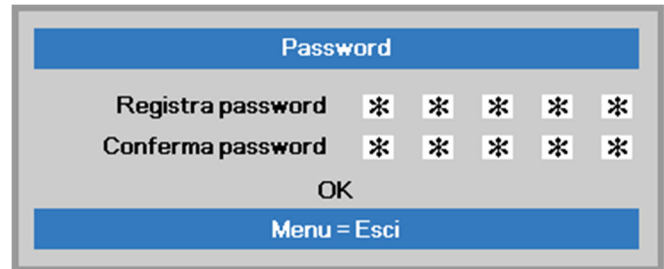 Password
Registra password * * * * *
Conferma password * * * * *
OK
Menu = Esci